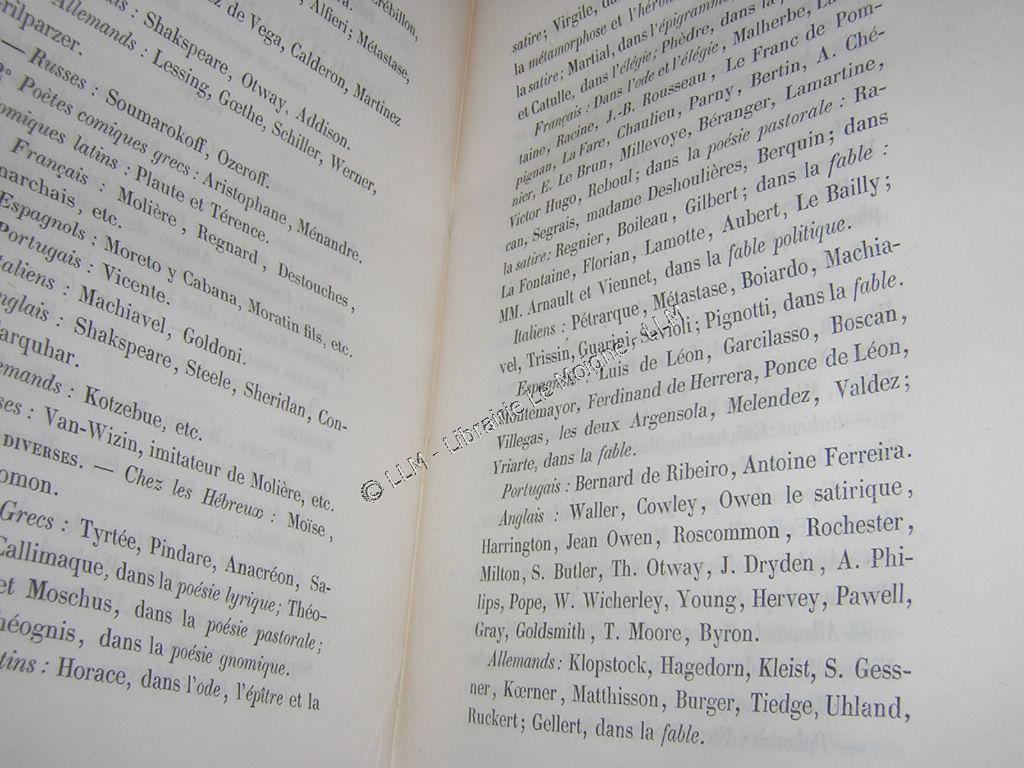 Crébillon,
Alfieri; Métastase,
de Vega, Calderon, Martinez
: Shakspeare, Otway, Addison.
Allemands : Lessing, Gœthe, Schiller, Werner,
rilparzer.
— Russes : Soumarokoff, Ozeroff.
2° Poètes comiques grecs : Aristophane, Ménandre.
omiques latins : Plaute et Térence.
Français : Molière, Regnard, Destouches,
marchais, etc.
Espagnols : Moreto y Cabana, Moratin fils, etc.
Portugais : Vicente.
taliens : Machiavel, Goldoni.
nglais : Shakspeare, Steele, Sheridan, Con-
arquhar.
emands : Kotzebue, etc.
ses : Van-Wizin, imitateur de Molière, etc.
DIVERSES. — Chez les Hébreux : Moïse,
omon.
Grecs : Tyrtée, Pindare, Anacréon, Sa-
Callimaque, dans la poésie lyrique; Théo-
et Moschus, dans la poésie pastorale;
héognis, dans la poésie gnomique.
tins : Horace, dans l'ode, l'épître et la
satire; Virgile, da
la métamorphose et l'héroï
la satire; Martial, dans l'épigramme
et Catulle, dans l'élégie; Phèdre, dans la
Français : Dans l'ode et l'élégie, Malherbe, La
taine, Racine, J.-B. Rousseau, Le Franc de Pom-
pignan, La Fare, Chaulieu, Parny, Bertin, A. Ché-
nier, E. Le Brun, Millevoye, Béranger, Lamartine,
Victor Hugo, Reboul; dans la poésie pastorale : Ra-
can, Segrais, madame Deshoulières, Berquin; dans
la satire: Regnier, Boileau, Gilbert; dans la fable :
La Fontaine, Florian, Lamotte, Aubert, Le Bailly;
MM. Arnault et Viennet, dans la fable politique.
Italiens : Pétrarque, Métastase, Boiardo, Machia-
vel, Trissin, Guarini, Savioli; Pignotti, dans la fable.
Espagnols : Luis de Léon, Garcilasso, Boscan,
Montemayor, Ferdinand de Herrera, Ponce de Léon,
Villegas, les deux Argensola, Melendez, Valdez;
Yriarte, dans la fable.
Portugais : Bernard de Ribeiro, Antoine Ferreira.
Anglais : Waller, Cowley, Owen le satirique,
Harrington, Jean Owen, Roscommon, Rochester,
Milton, S. Butler, Th. Otway, J. Dryden, A. Phi-
lips, Pope, W. Wicherley, Young, Hervey, Pawell,
Gray, Goldsmith, T. Moore, Byron.
Allemands : Klopstock, Hagedorn, Kleist, S. Gess-
ner, Kœrner, Matthisson, Burger, Tiedge, Uhland,
Ruckert; Gellert, dans la fable.
© LLM - Librairie Le Moigne - LLM